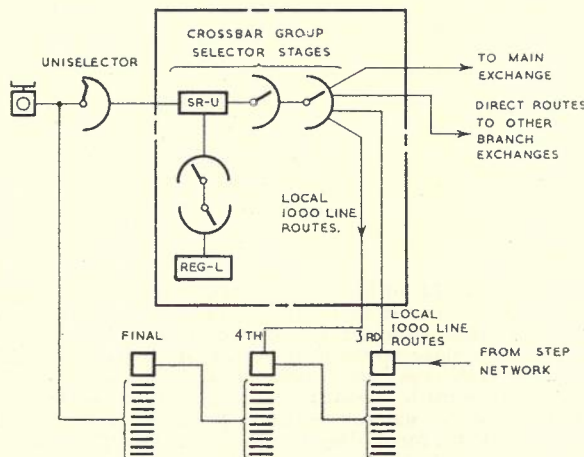 CROSSBAR GROUP
SELECTOR STAGES
UNISELECTOR
TO MAIN
EXCHANGE
SR-U
DIRECT ROUTES
TO OTHER
BRANCH
EXCHANGES
LOCAL
1000 LINE
ROUTES.
REG-L
LOCAL
1000 LINE
ROUTES
FINAL
4TH
3RD
FROM STEP
NETWORK